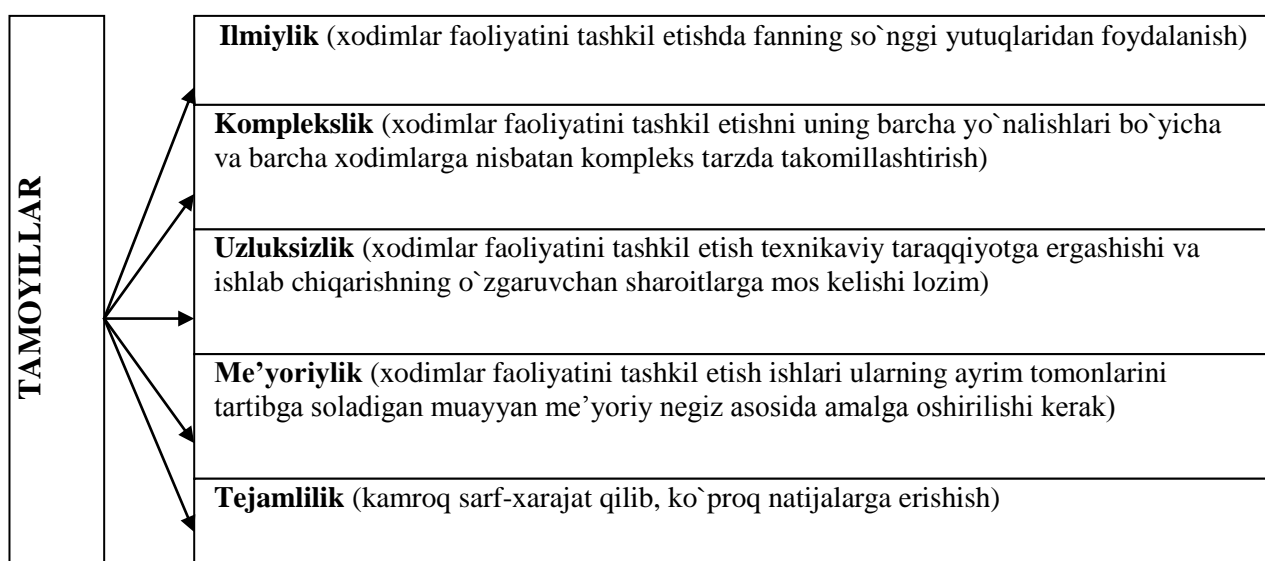 TAMOYILLAR
Ilmiylik (xodimlar faoliyatini tashkil etishda fanning so`nggi yutuqlaridan foydalanish)
Komplekslik (xodimlar faoliyatini tashkil etishni uning barcha yo`nalishlari bo`yicha
va barcha xodimlarga nisbatan kompleks tarzda takomillashtirish)
Uzluksizlik (xodimlar faoliyatini tashkil etish texnikaviy taraqqiyotga ergashishi va
ishlab chiqarishning o`zgaruvchan sharoitlarga mos kelishi lozim)
Me’yoriylik (xodimlar faoliyatini tashkil etish ishlari ularning ayrim tomonlarini
tartibga soladigan muayyan me’yoriy negiz asosida amalga oshirilishi kerak)
Tejamlilik (kamroq sarf-xarajat qilib, ko`proq natijalarga erishish)